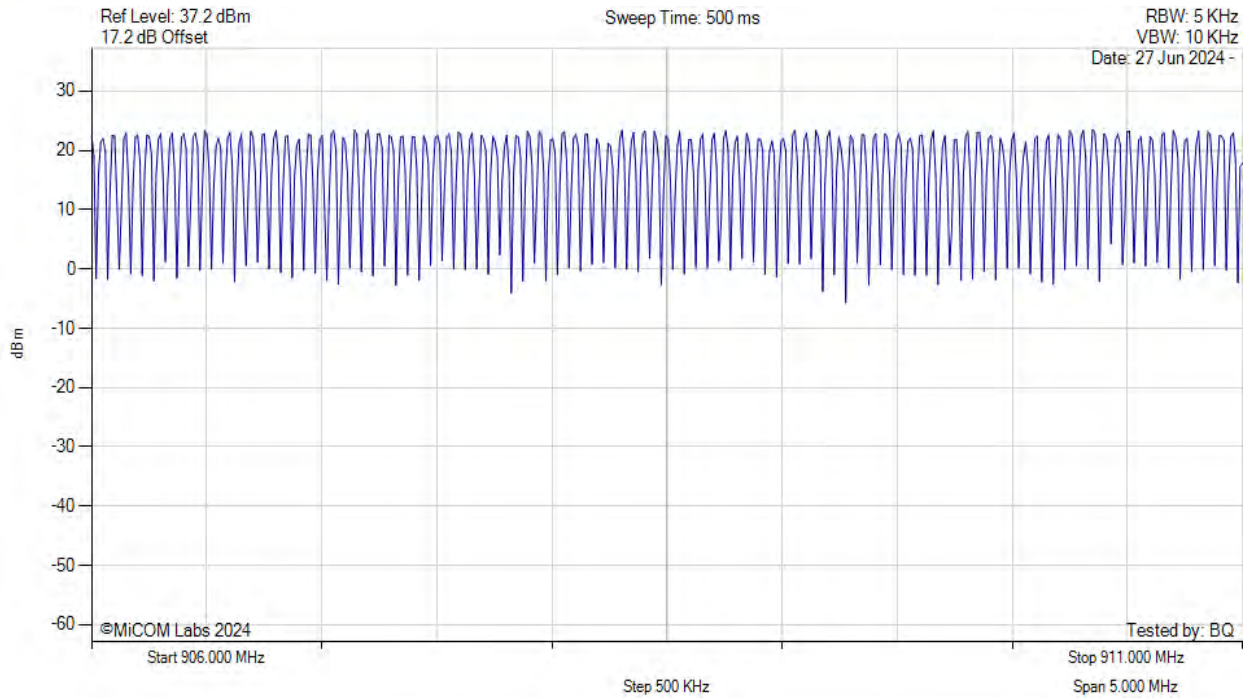 Ref Level: 37.2 dBm
17.2 dB Offset
Sweep Time: 500 ms
RBW: 5 KHz
VBW: 10 KHz
Date: 27 Jun 2024 -
30
20
10
0
-10
-20
-30
-40
-50
-60
dBm
©MiCOM Labs 2024
Tested by: BQ
Start 906.000 MHz
Stop 911.000 MHz
Step 500 KHz
Span 5.000 MHz